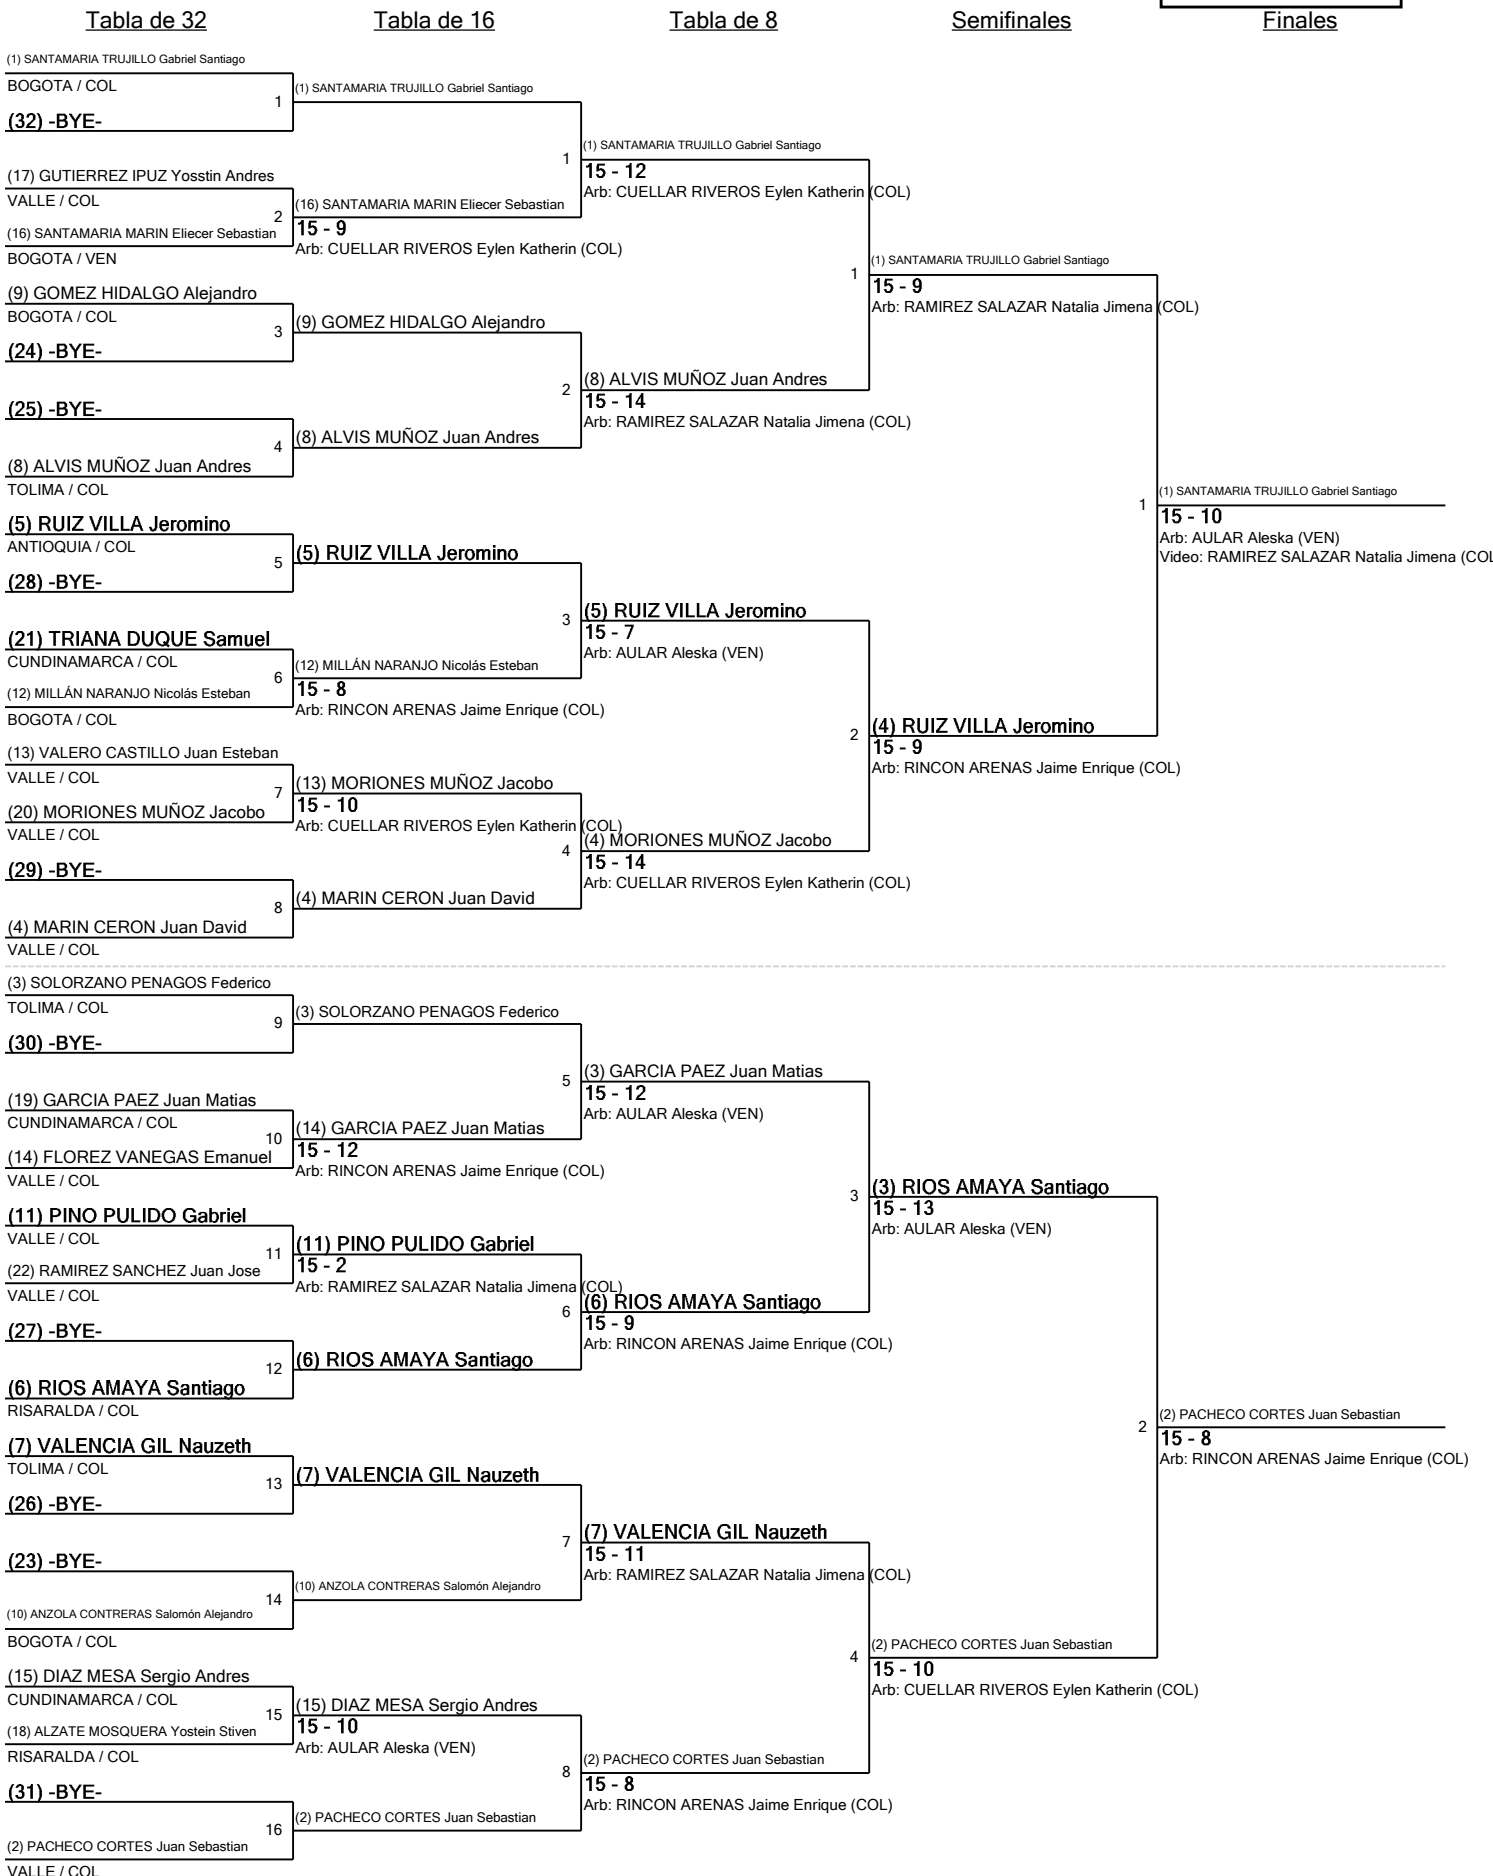 Tabla de 32
Tabla de 16
Tabla de 8
Semifinales
Finales
(1) SANTAMARIA TRUJILLO Gabriel Santiago
BOGOTA / COL
1
(32) -BYE-
(17) GUTIERREZ IPUZ Yosstin Andres
VALLE / COL
2
(16) SANTAMARIA MARIN Eliecer Sebastian
BOGOTA / VEN
(9) GOMEZ HIDALGO Alejandro
BOGOTA / COL
3
(24) -BYE-
(25) -BYE-
4
(8) ALVIS MUÑOZ Juan Andres
TOLIMA / COL
(5) RUIZ VILLA Jeromino
ANTIOQUIA / COL
5
(28) -BYE-
(21) TRIANA DUQUE Samuel
CUNDINAMARCA / COL
6
(12) MILLÁN NARANJO Nicolás Esteban
BOGOTA / COL
(13) VALERO CASTILLO Juan Esteban
VALLE / COL
7
(20) MORIONES MUÑOZ Jacobo
VALLE / COL
(29) -BYE-
8
(4) MARIN CERON Juan David
VALLE / COL
(3) SOLORZANO PENAGOS Federico
TOLIMA / COL
9
(30) -BYE-
(19) GARCIA PAEZ Juan Matias
CUNDINAMARCA / COL
10
(14) FLOREZ VANEGAS Emanuel
VALLE / COL
(11) PINO PULIDO Gabriel
VALLE / COL
11
(22) RAMIREZ SANCHEZ Juan Jose
VALLE / COL
(27) -BYE-
12
(6) RIOS AMAYA Santiago
RISARALDA / COL
(7) VALENCIA GIL Nauzeth
TOLIMA / COL
13
(26) -BYE-
(23) -BYE-
14
(10) ANZOLA CONTRERAS Salomón Alejandro
BOGOTA / COL
(15) DIAZ MESA Sergio Andres
CUNDINAMARCA / COL
15
(18) ALZATE MOSQUERA Yostein Stiven
RISARALDA / COL
(31) -BYE-
16
(2) PACHECO CORTES Juan Sebastian
VALLE / COL
(1) SANTAMARIA TRUJILLO Gabriel Santiago
1
(16) SANTAMARIA MARIN Eliecer Sebastian
15 - 9
Arb: CUELLAR RIVEROS Eylen Katherin (COL)
(9) GOMEZ HIDALGO Alejandro
2
(8) ALVIS MUÑOZ Juan Andres
(5) RUIZ VILLA Jeromino
3
(12) MILLÁN NARANJO Nicolás Esteban
15 - 8
Arb: RINCON ARENAS Jaime Enrique (COL)
(13) MORIONES MUÑOZ Jacobo
15 - 10
Arb: CUELLAR RIVEROS Eylen Katherin (COL)
4
(4) MARIN CERON Juan David
(3) SOLORZANO PENAGOS Federico
5
(14) GARCIA PAEZ Juan Matias
15 - 12
Arb: RINCON ARENAS Jaime Enrique (COL)
(11) PINO PULIDO Gabriel
15 - 2
Arb: RAMIREZ SALAZAR Natalia Jimena (COL)
6
(6) RIOS AMAYA Santiago
(7) VALENCIA GIL Nauzeth
7
(10) ANZOLA CONTRERAS Salomón Alejandro
(15) DIAZ MESA Sergio Andres
15 - 10
Arb: AULAR Aleska (VEN)
8
(2) PACHECO CORTES Juan Sebastian
(1) SANTAMARIA TRUJILLO Gabriel Santiago
15 - 12
Arb: CUELLAR RIVEROS Eylen Katherin (COL)
1
(8) ALVIS MUÑOZ Juan Andres
15 - 14
Arb: RAMIREZ SALAZAR Natalia Jimena (COL)
(5) RUIZ VILLA Jeromino
15 - 7
Arb: AULAR Aleska (VEN)
2
(4) MORIONES MUÑOZ Jacobo
15 - 14
Arb: CUELLAR RIVEROS Eylen Katherin (COL)
(3) GARCIA PAEZ Juan Matias
15 - 12
Arb: AULAR Aleska (VEN)
3
(6) RIOS AMAYA Santiago
15 - 9
Arb: RINCON ARENAS Jaime Enrique (COL)
(7) VALENCIA GIL Nauzeth
15 - 11
Arb: RAMIREZ SALAZAR Natalia Jimena (COL)
4
(2) PACHECO CORTES Juan Sebastian
15 - 8
Arb: RINCON ARENAS Jaime Enrique (COL)
(1) SANTAMARIA TRUJILLO Gabriel Santiago
15 - 9
Arb: RAMIREZ SALAZAR Natalia Jimena (COL)
1
(4) RUIZ VILLA Jeromino
15 - 9
Arb: RINCON ARENAS Jaime Enrique (COL)
(3) RIOS AMAYA Santiago
15 - 13
Arb: AULAR Aleska (VEN)
2
(2) PACHECO CORTES Juan Sebastian
15 - 10
Arb: CUELLAR RIVEROS Eylen Katherin (COL)
(1) SANTAMARIA TRUJILLO Gabriel Santiago
15 - 10
Arb: AULAR Aleska (VEN)
Video: RAMIREZ SALAZAR Natalia Jimena (COL
(2) PACHECO CORTES Juan Sebastian
15 - 8
Arb: RINCON ARENAS Jaime Enrique (COL)